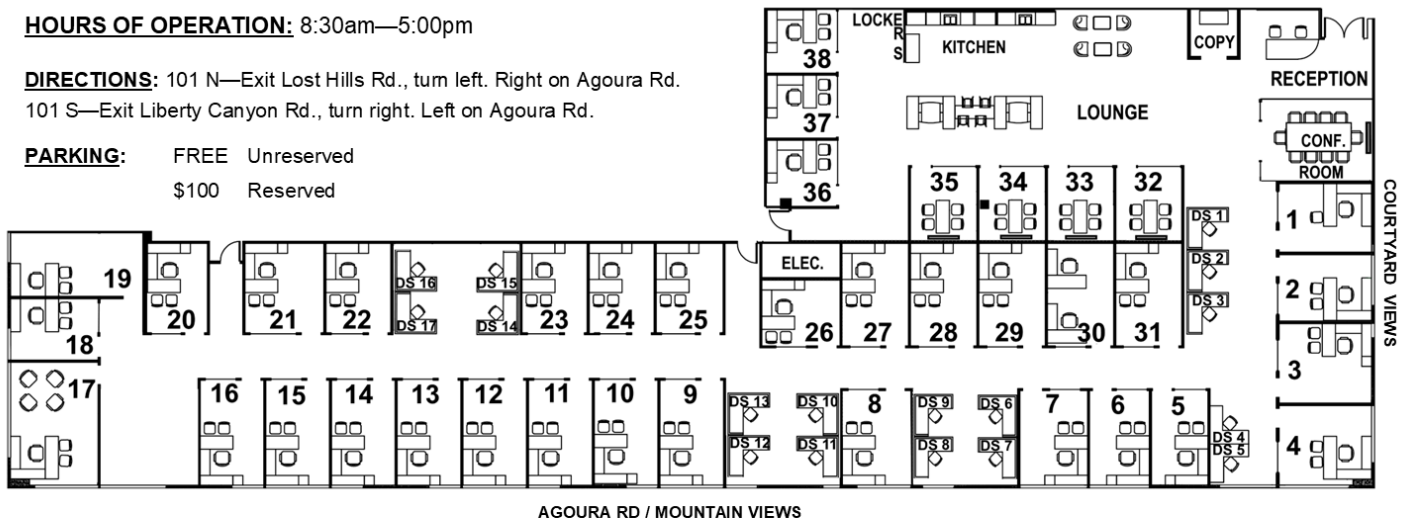 HOURS OF OPERATION: 8:30am—5:00pm
DIRECTIONS: 101 N—Exit Lost Hills Rd., turn left. Right on Agoura Rd.
101 S—Exit Liberty Canyon Rd., turn right. Left on Agoura Rd.
PARKING: FREE Unreserved
$100 Reserved
LOCKE
R
S
KITCHEN
COPY
RECEPTION
LOUNGE
CONF.
ROOM
38
37
36
35 34 33 32
DS 1
DS 2
DS 3
1
2
3
4
COURTYARD VIEWS
ELEC.
19
18
17
20 21 22
DS 16 DS 15
DS 17 DS 14
23 24 25 26 27 28 29 30 31
16 15 14 13 12 11 10 9
DS 13 DS 10
DS 12 DS 11
8
DS 9 DS 6
DS 8 DS 7
7 6 5
DS 4
DS 5
AGOURA RD / MOUNTAIN VIEWS